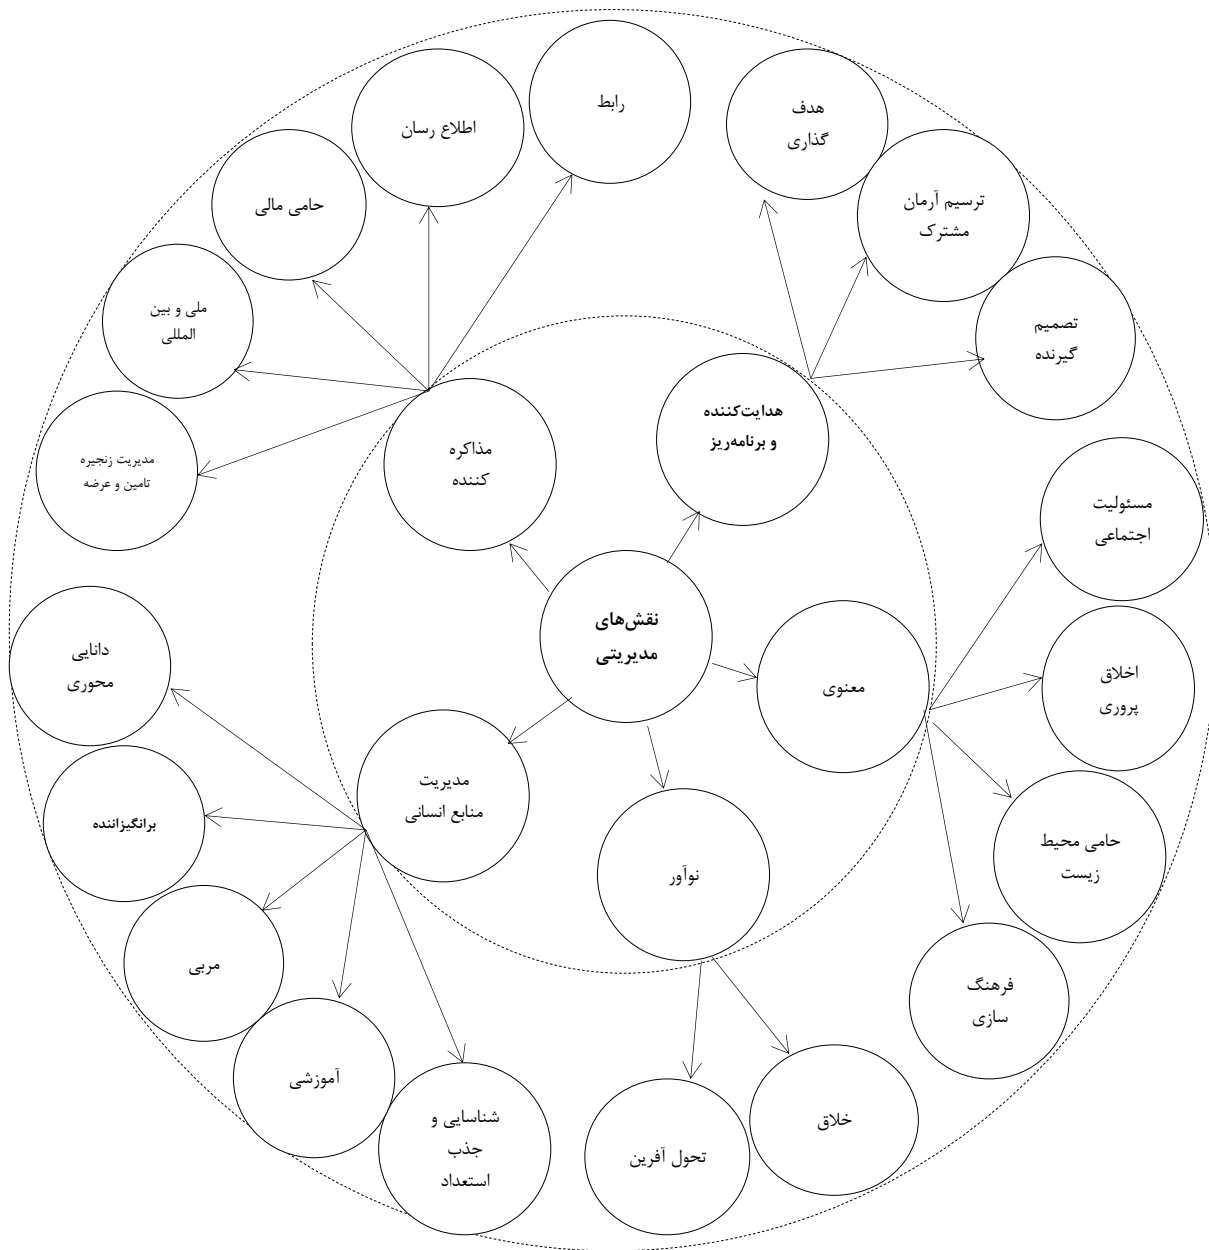 رابط
هدف
گذاری
اطلاع رسان
ترسیم آرمان
مشترک
حامی مالی
تصمیم
گیرنده
ملی و بین
المللی
هدایت‌کننده
و برنامه‌ریز
مذاکره
کننده
مدیریت زنجیره
تامین و عرضه
مسئولیت
اجتماعی
نقش‌های
مدیریتی
اخلاق
پروری
معنوی
دانایی
محوری
مدیریت
منابع انسانی
برانگیزاننده
حامی محیط
زیست
نوآور
مربی
فرهنگ
سازی
آموزشی
خلاق
شناسایی و
جذب
استعداد
تحول آفرین